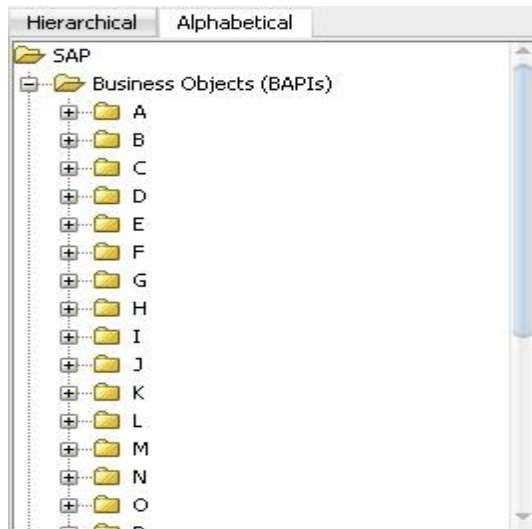 Hierarchical Alphabetical
SAP
Business Objects (BAPIs)
A
B
C
D
E
F
G
H
I
J
K
L
M
N
O